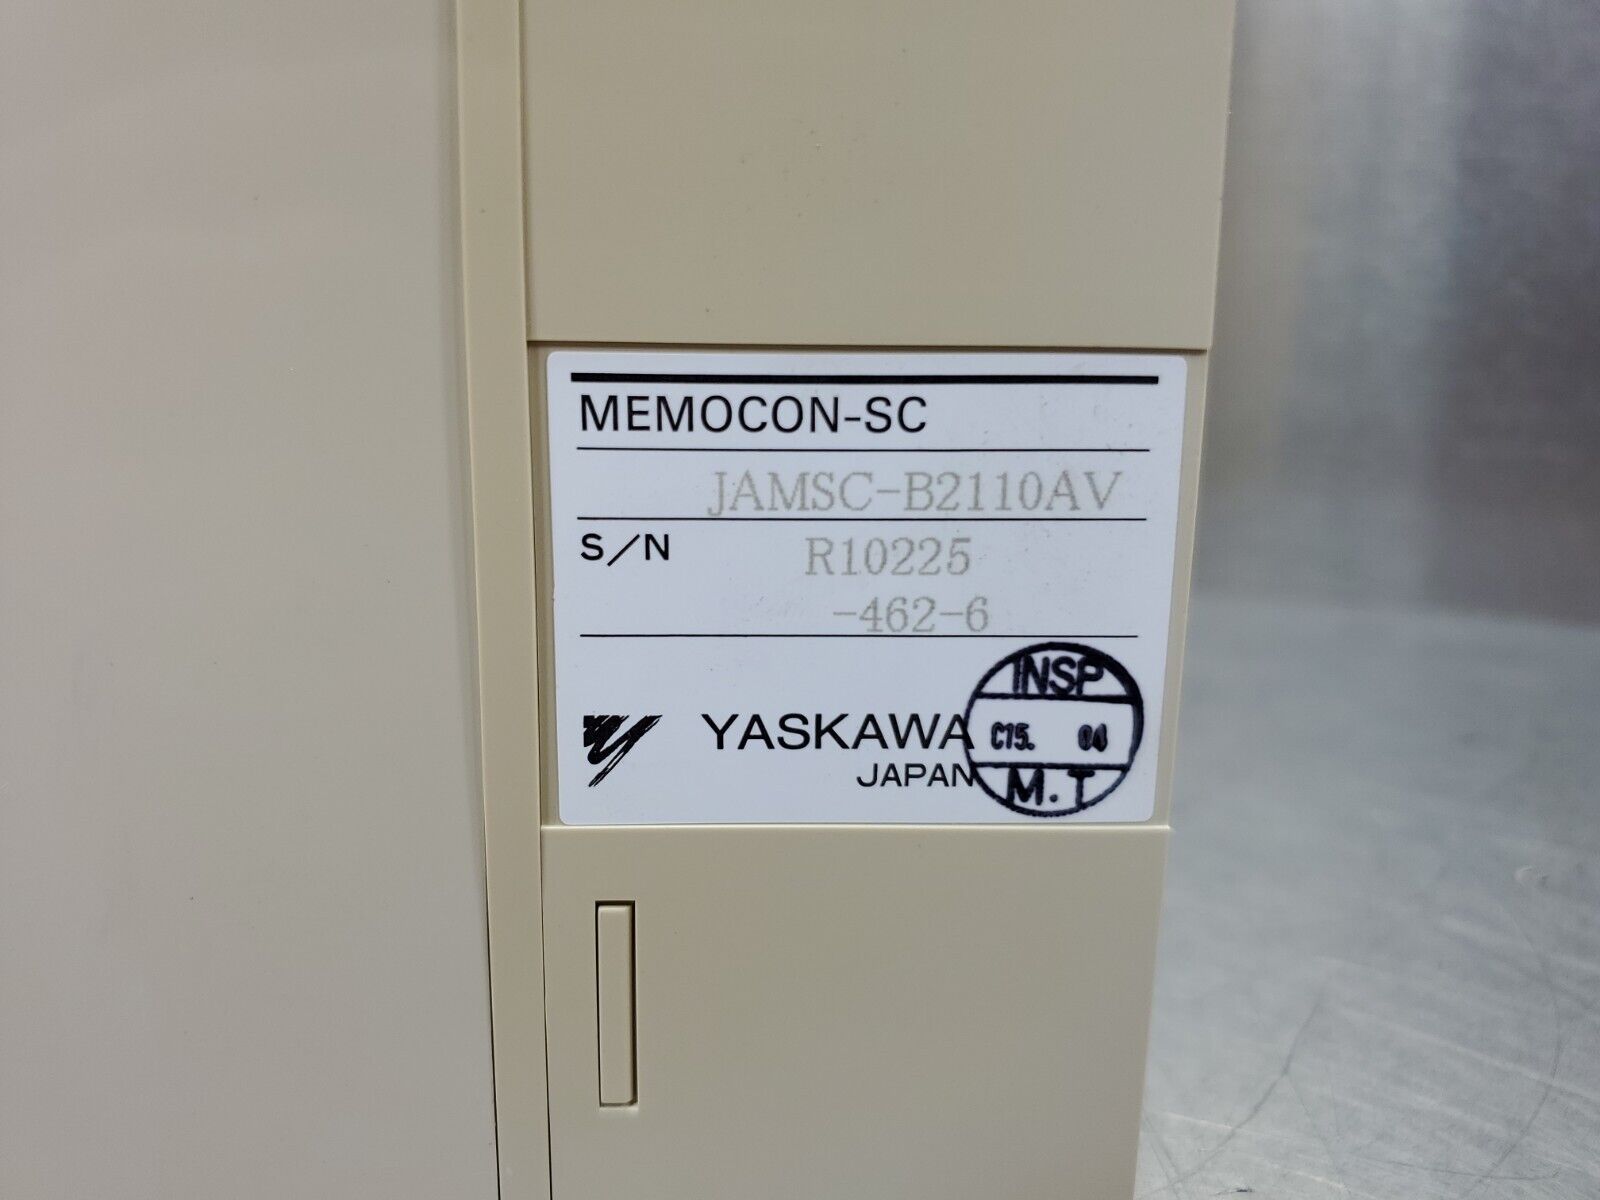 MEMOCON-SC
JAMSC-B2110AV
S/N R10225
-462-6
YASKAWA
JAPAN
INSP
C15. 04
M.T